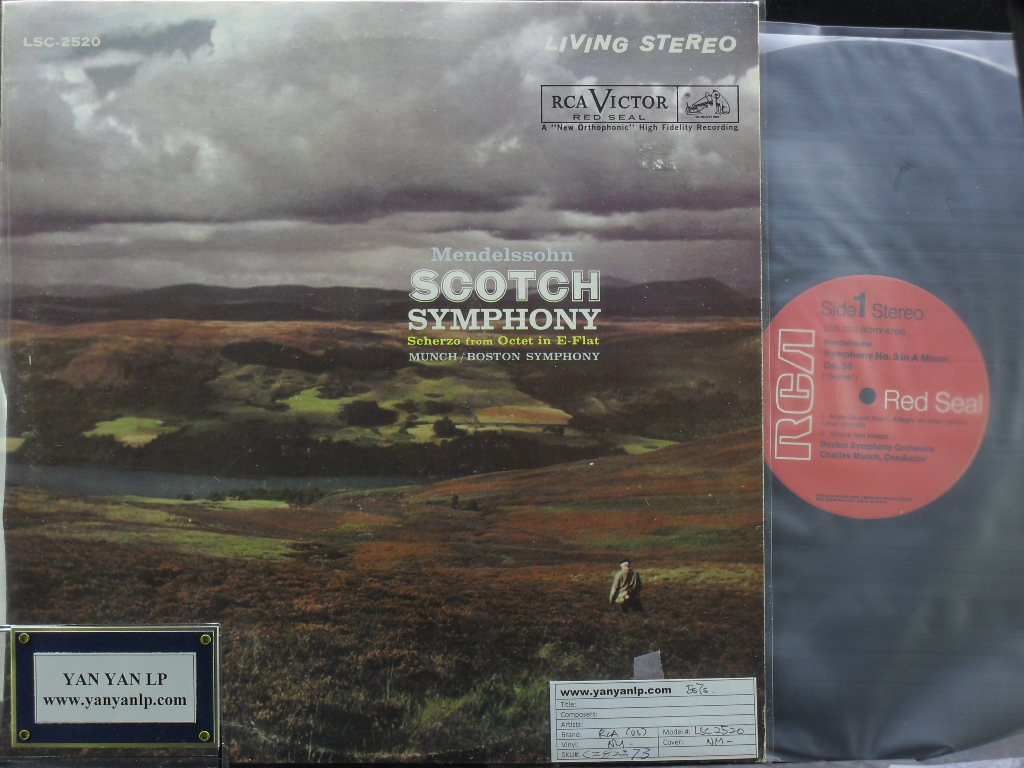 LSC-2520
LIVING STEREO
RCA VICTOR
RED SEAL
A "New Orthophonic" High Fidelity Recording
Mendelssohn
SCOTCH
SYMPHONY
Scherzo from Octet in E-Flat
MUNCH/BOSTON SYMPHONY
YAN YAN LP
www.yanyanlp.com
www.yanyanlp.com
Title:
Composers:
Artists:
Brand: RCA (US) Model#: LSC2520
Vinyl: NM- Cover: NM-
SKU#:
Side 1 Stereo
Mendelssohn
Symphony No. 3 in A Minor,
Op. 56
RCA
Red Seal
Boston Symphony Orchestra
Charles Munch, Conductor